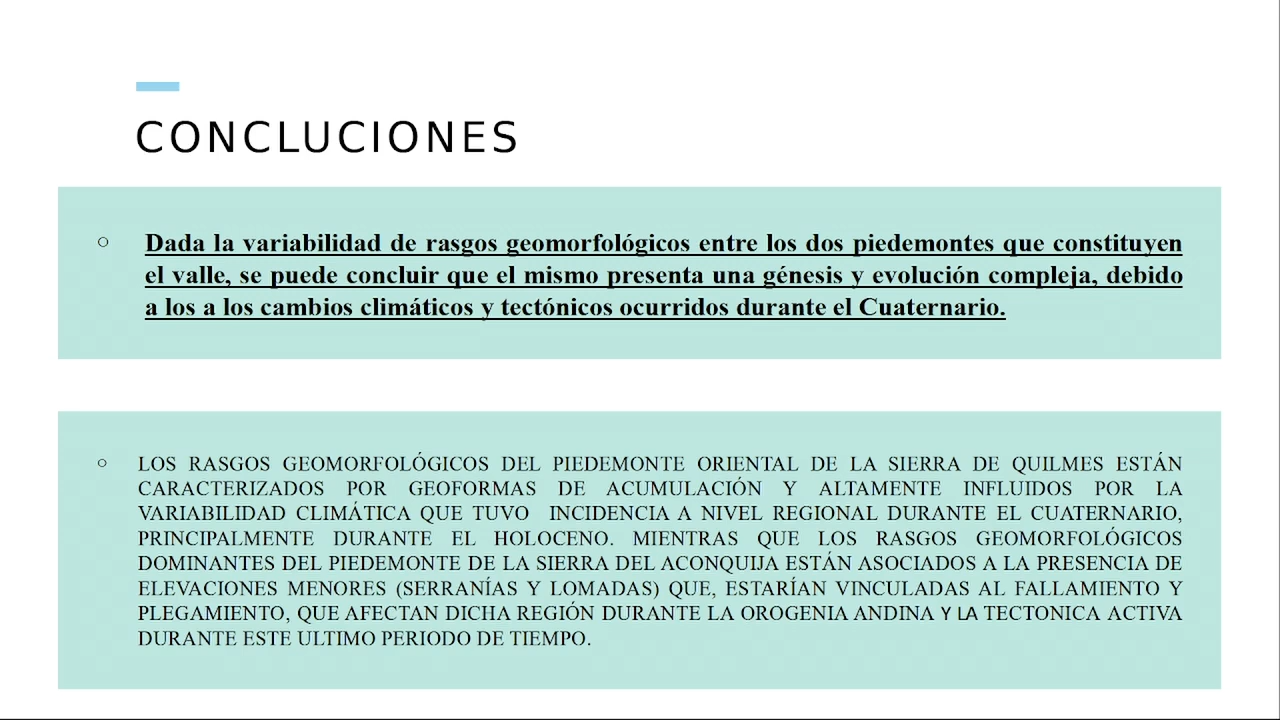 CONCLUCIONES
○ Dada la variabilidad de rasgos geomorfológicos entre los dos piedemontes que constituyen
el valle, se puede concluir que el mismo presenta una génesis y evolución compleja, debido
a los a los cambios climáticos y tectónicos ocurridos durante el Cuaternario.
○ LOS RASGOS GEOMORFOLÓGICOS DEL PIEDEMONTE ORIENTAL DE LA SIERRA DE QUILMES ESTÁN
CARACTERIZADOS POR GEOFORMAS DE ACUMULACIÓN Y ALTAMENTE INFLUIDOS POR LA
VARIABILIDAD CLIMÁTICA QUE TUVO INCIDENCIA A NIVEL REGIONAL DURANTE EL CUATERNARIO,
PRINCIPALMENTE DURANTE EL HOLOCENO. MIENTRAS QUE LOS RASGOS GEOMORFOLÓGICOS
DOMINANTES DEL PIEDEMONTE DE LA SIERRA DEL ACONQUIJA ESTÁN ASOCIADOS A LA PRESENCIA DE
ELEVACIONES MENORES (SERRANÍAS Y LOMADAS) QUE, ESTARÍAN VINCULADAS AL FALLAMIENTO Y
PLEGAMIENTO, QUE AFECTAN DICHA REGIÓN DURANTE LA OROGENIA ANDINA Y LA TECTONICA ACTIVA
DURANTE ESTE ULTIMO PERIODO DE TIEMPO.